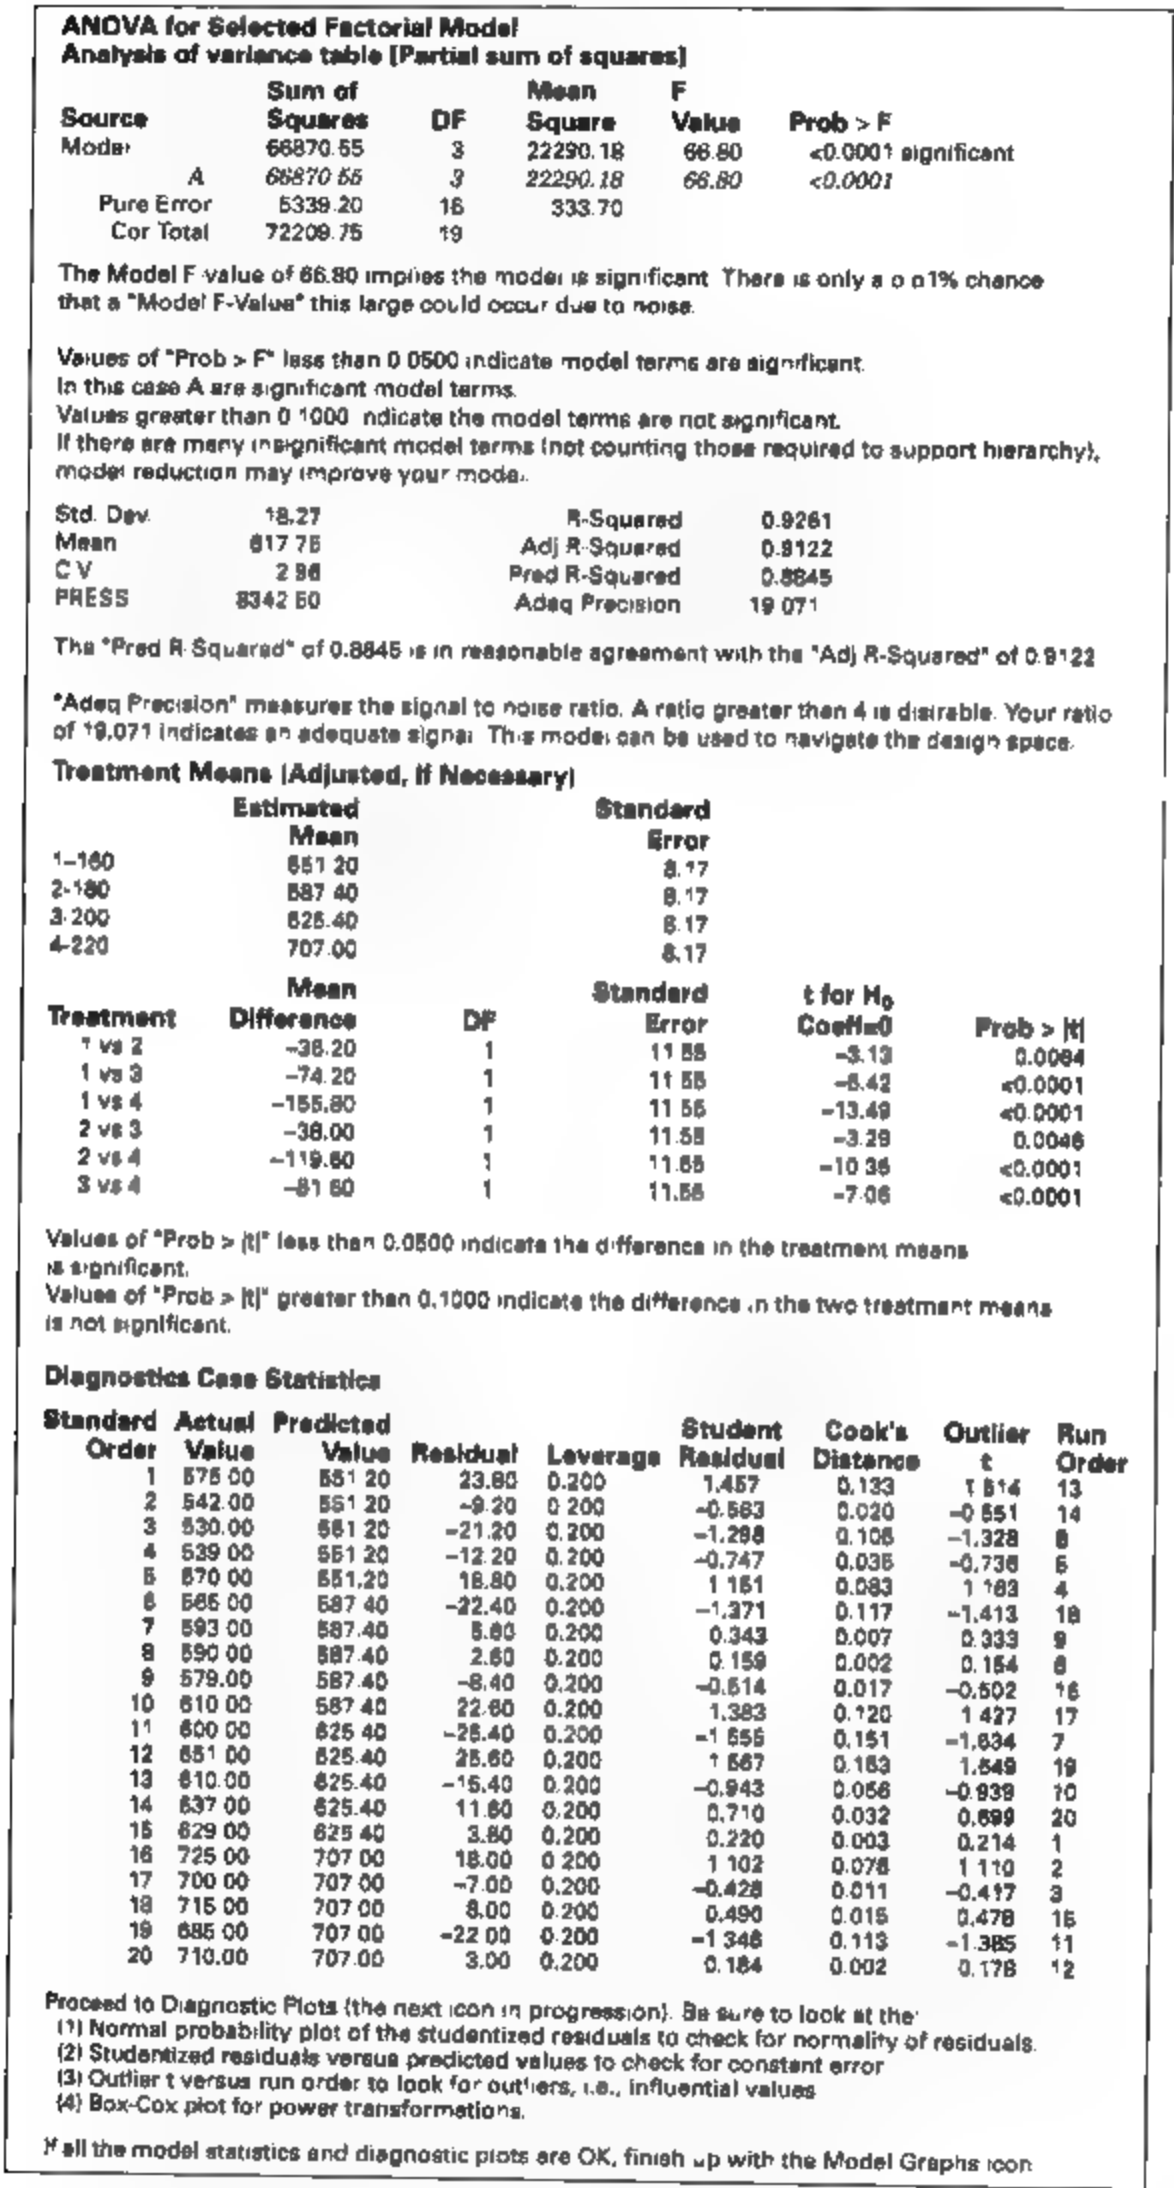 ANOVA for Selected Factorial Model
Analysis of variance table [Partial sum of squares]
Sum of Mean F
Source Squares DF Square Value Prob > F
Model 66870.55 3 22290.18 66.80 <0.0001 significant
A 66870.55 3 22290.18 66.80 <0.0001
Pure Error 5339.20 16 333.70
Cor Total 72209.75 19
The Model F-value of 66.80 implies the model is significant. There is only a 0.01% chance
that a "Model F-Value" this large could occur due to noise.
Values of "Prob > F" less than 0.0500 indicate model terms are significant.
In this case A are significant model terms.
Values greater than 0.1000 indicate the model terms are not significant.
If there are many insignificant model terms (not counting those required to support hierarchy),
model reduction may improve your model.
Std. Dev. 18.27 R-Squared 0.9261
Mean 617.75 Adj R-Squared 0.9122
C.V. 2.96 Pred R-Squared 0.8845
PRESS 8342.50 Adeq Precision 19.071
The "Pred R-Squared" of 0.8845 is in reasonable agreement with the "Adj R-Squared" of 0.9122
"Adeq Precision" measures the signal to noise ratio. A ratio greater than 4 is disirable. Your ratio
of 19.071 indicates an adequate signal. This model can be used to navigate the design space.
Treatment Means (Adjusted, If Necessary)
Estimated Standard
Mean Error
1-160 551.20 8.17
2-180 587.40 8.17
3-200 625.40 8.17
4-220 707.00 8.17
Mean Standard t for H0
Treatment Difference DF Error Coeff=0 Prob > |t|
1 vs 2 -36.20 1 11.55 -3.13 0.0064
1 vs 3 -74.20 1 11.55 -6.42 <0.0001
1 vs 4 -155.80 1 11.55 -13.49 <0.0001
2 vs 3 -38.00 1 11.55 -3.29 0.0046
2 vs 4 -119.60 1 11.55 -10.35 <0.0001
3 vs 4 -81.60 1 11.55 -7.06 <0.0001
Values of "Prob > |t|" less than 0.0500 indicate the difference in the treatment means
is significant.
Values of "Prob > |t|" greater than 0.1000 indicate the difference in the two treatment means
is not significant.
Diagnostics Case Statistics
Standard Actual Predicted Student Cook's Outlier Run
Order Value Value Residual Leverage Residual Distance t Order
1 575.00 551.20 23.80 0.200 1.457 0.133 1.514 13
2 542.00 551.20 -9.20 0.200 -0.563 0.020 -0.551 14
3 530.00 551.20 -21.20 0.200 -1.298 0.105 -1.328 8
4 539.00 551.20 -12.20 0.200 -0.747 0.035 -0.736 5
5 570.00 551.20 18.80 0.200 1.151 0.083 1.163 4
6 565.00 587.40 -22.40 0.200 -1.371 0.117 -1.413 18
7 593.00 587.40 5.60 0.200 0.343 0.007 0.333 9
8 590.00 587.40 2.60 0.200 0.159 0.002 0.154 6
9 579.00 587.40 -8.40 0.200 -0.514 0.017 -0.502 16
10 610.00 587.40 22.60 0.200 1.383 0.120 1.427 17
11 600.00 625.40 -25.40 0.200 -1.555 0.151 -1.634 7
12 651.00 625.40 25.60 0.200 1.567 0.153 1.649 19
13 610.00 625.40 -15.40 0.200 -0.943 0.056 -0.939 10
14 637.00 625.40 11.60 0.200 0.710 0.032 0.699 20
15 629.00 625.40 3.60 0.200 0.220 0.003 0.214 1
16 725.00 707.00 18.00 0.200 1.102 0.076 1.110 2
17 700.00 707.00 -7.00 0.200 -0.428 0.011 -0.417 3
18 715.00 707.00 8.00 0.200 0.490 0.015 0.478 15
19 685.00 707.00 -22.00 0.200 -1.346 0.113 -1.385 11
20 710.00 707.00 3.00 0.200 0.184 0.002 0.178 12
Proceed to Diagnostic Plots (the next icon in progression). Be sure to look at the:
(1) Normal probability plot of the studentized residuals to check for normality of residuals.
(2) Studentized residuals versus predicted values to check for constant error
(3) Outlier t versus run order to look for outliers, i.e., influential values
(4) Box-Cox plot for power transformations.
If all the model statistics and diagnostic plots are OK, finish up with the Model Graphs icon